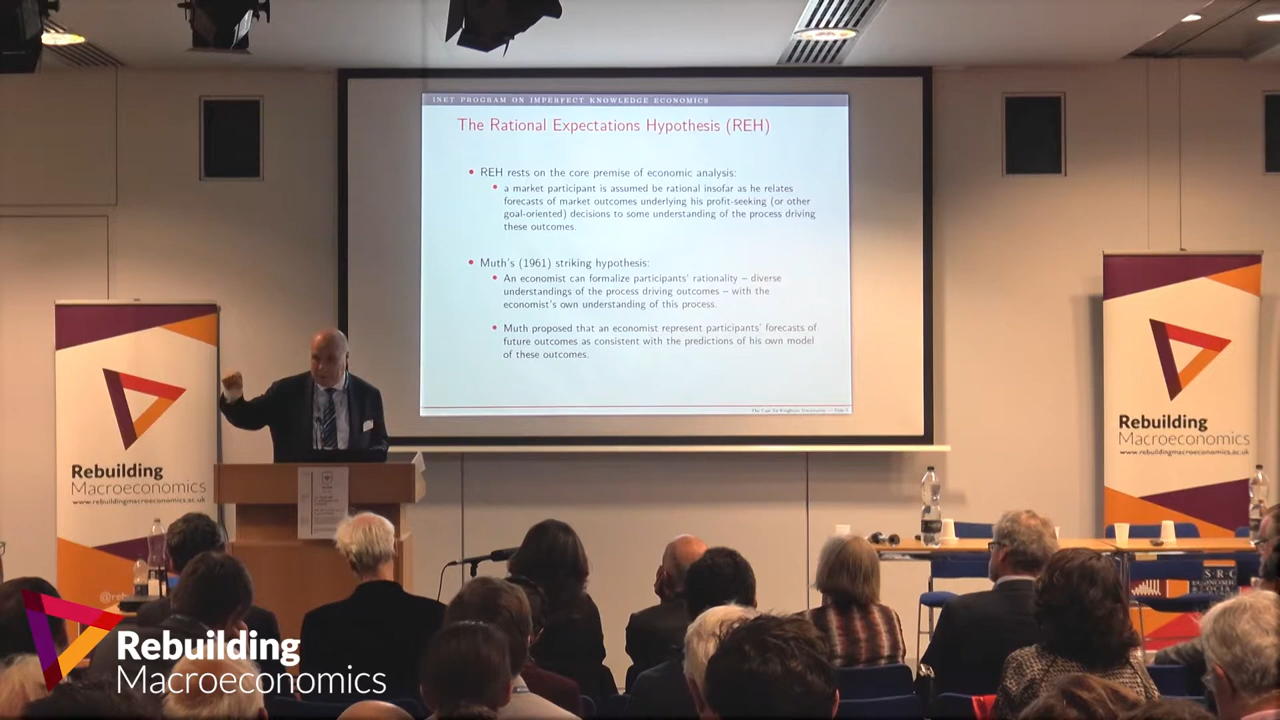 INET PROGRAM ON IMPERFECT KNOWLEDGE ECONOMICS
The Rational Expectations Hypothesis (REH)
• REH rests on the core premise of economic analysis:
• a market participant is assumed be rational insofar as he relates
forecasts of market outcomes underlying his profit-seeking (or other
goal-oriented) decisions to some understanding of the process driving
these outcomes.
• Muth's (1961) striking hypothesis:
• An economist can formalize participants' rationality – diverse
understandings of the process driving outcomes – with the
economist's own understanding of this process.
• Muth proposed that an economist represent participants' forecasts of
future outcomes as consistent with the predictions of his own model
of these outcomes.
Rebuilding
Macroeconomics
www.rebuildingmacroeconomics.ac.uk
@reb
Rebuilding
Macroeconomics
www.rebuildingmacroeconomics.ac.uk
E S R C
ECONOMIC
Rebuilding
Macroeconomics